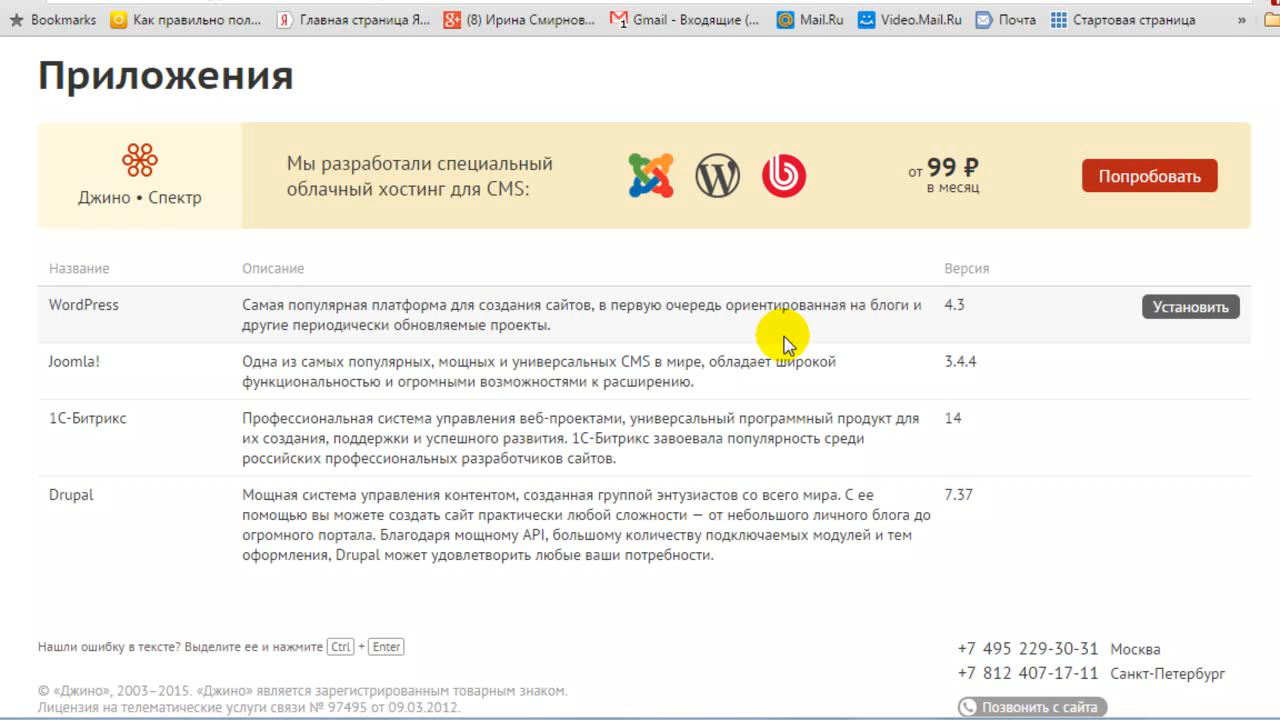 Bookmarks Как правильно пол... Главная страница Я... (8) Ирина Смирнов... Gmail - Входящие (... Mail.Ru Video.Mail.Ru Почта Стартовая страница »
Приложения
Джино • Спектр
Мы разработали специальный
облачный хостинг для CMS:
от 99 ₽
в месяц
Попробовать
Название Описание Версия
WordPress Самая популярная платформа для создания сайтов, в первую очередь ориентированная на блоги и 4.3 Установить
другие периодически обновляемые проекты.
Joomla! Одна из самых популярных, мощных и универсальных CMS в мире, обладает широкой 3.4.4
функциональностью и огромными возможностями к расширению.
1С-Битрикс Профессиональная система управления веб-проектами, универсальный программный продукт для 14
их создания, поддержки и успешного развития. 1С-Битрикс завоевала популярность среди
российских профессиональных разработчиков сайтов.
Drupal Мощная система управления контентом, созданная группой энтузиастов со всего мира. С ее 7.37
помощью вы можете создать сайт практически любой сложности — от небольшого личного блога до
огромного портала. Благодаря мощному API, большому количеству подключаемых модулей и тем
оформления, Drupal может удовлетворить любые ваши потребности.
Нашли ошибку в тексте? Выделите ее и нажмите Ctrl + Enter
+7 495 229-30-31 Москва
+7 812 407-17-11 Санкт-Петербург
© «Джино», 2003–2015. «Джино» является зарегистрированным товарным знаком.
Лицензия на телематические услуги связи № 97495 от 09.03.2012.
Позвонить с сайта